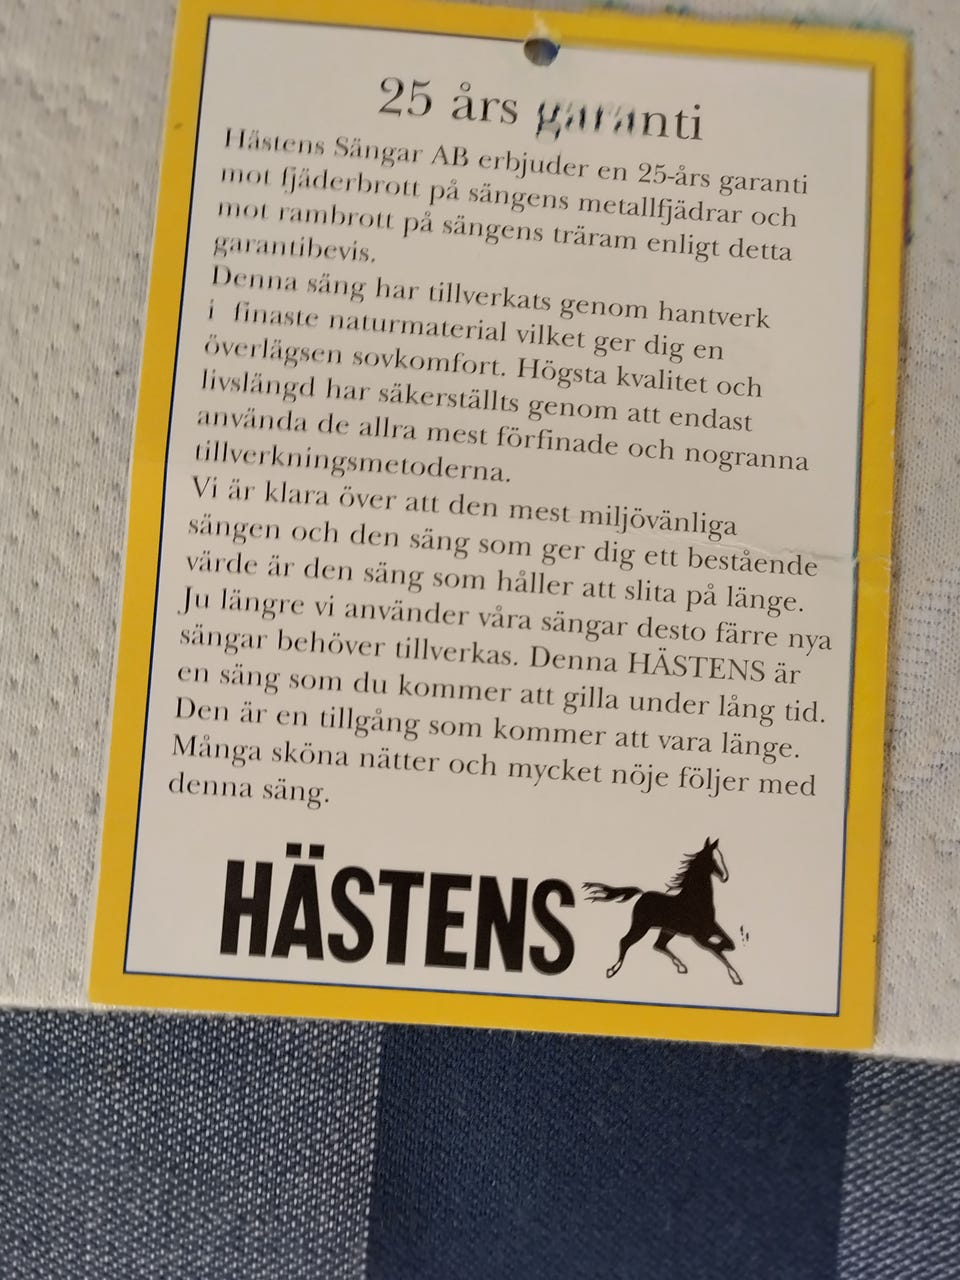 25 års garanti
Hästens Sängar AB erbjuder en 25-års garanti
mot fjäderbrott på sängens metallfjädrar och
mot rambrott på sängens träram enligt detta
garantibevis.
Denna säng har tillverkats genom hantverk
i finaste naturmaterial vilket ger dig en
överlägsen sovkomfort. Högsta kvalitet och
livslängd har säkerställts genom att endast
använda de allra mest förfinade och nogranna
tillverkningsmetoderna.
Vi är klara över att den mest miljövänliga
sängen och den säng som ger dig ett bestående
värde är den säng som håller att slita på länge.
Ju längre vi använder våra sängar desto färre nya
sängar behöver tillverkas. Denna HÄSTENS är
en säng som du kommer att gilla under lång tid.
Den är en tillgång som kommer att vara länge.
Många sköna nätter och mycket nöje följer med
denna säng.
HÄSTENS